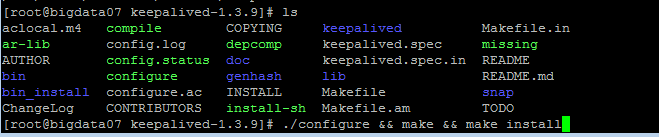 [root@bigdata07 keepalived-1.3.9]# ls
aclocal.m4 compile COPYING keepalived Makefile.in
ar-lib config.log depcomp keepalived.spec missing
AUTHOR config.status doc keepalived.spec.in README
bin configure genhash lib README.md
bin_install configure.ac INSTALL Makefile snap
ChangeLog CONTRIBUTORS install-sh Makefile.am TODO
[root@bigdata07 keepalived-1.3.9]# ./configure && make && make install